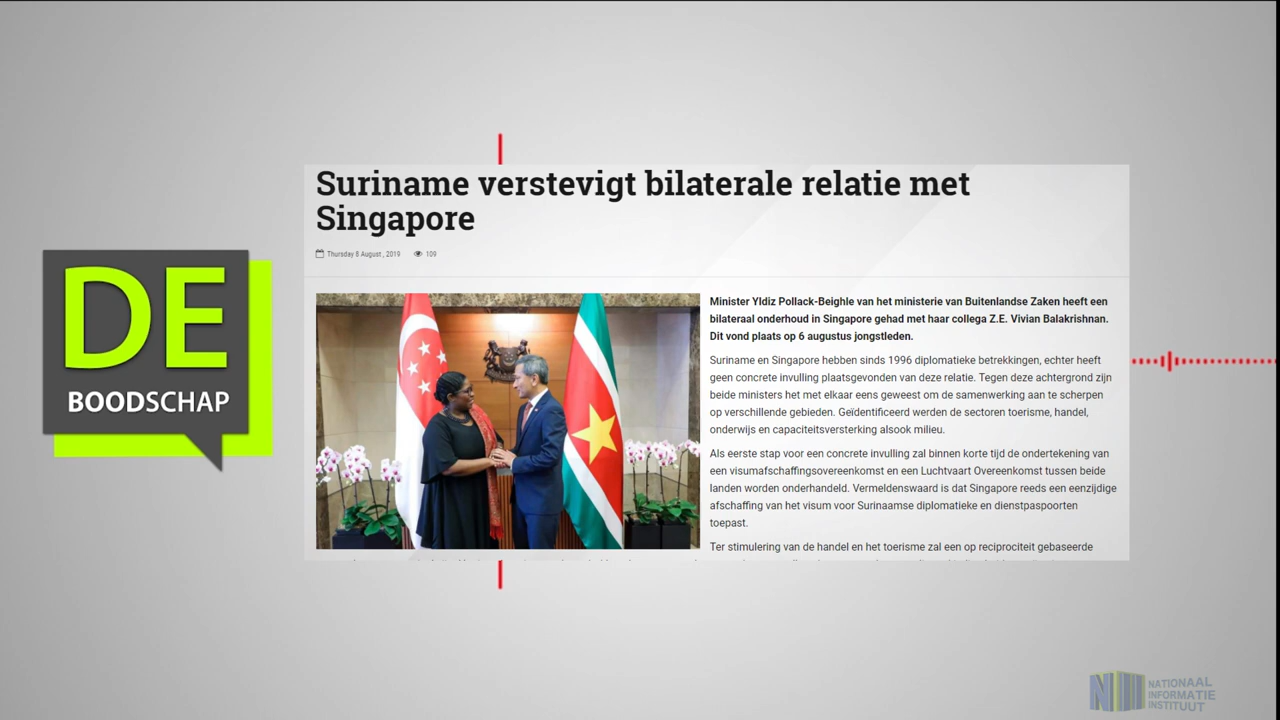 DE
BOODSCHAP
Suriname verstevigt bilaterale relatie met
Singapore
Thursday 8 August , 2019 109
Minister Yldiz Pollack-Beighle van het ministerie van Buitenlandse Zaken heeft een
bilateraal onderhoud in Singapore gehad met haar collega Z.E. Vivian Balakrishnan.
Dit vond plaats op 6 augustus jongstleden.
Suriname en Singapore hebben sinds 1996 diplomatieke betrekkingen, echter heeft
geen concrete invulling plaatsgevonden van deze relatie. Tegen deze achtergrond zijn
beide ministers het met elkaar eens geweest om de samenwerking aan te scherpen
op verschillende gebieden. Geïdentificeerd werden de sectoren toerisme, handel,
onderwijs en capaciteitsversterking alsook milieu.
Als eerste stap voor een concrete invulling zal binnen korte tijd de ondertekening van
een visumafschaffingsovereenkomst en een Luchtvaart Overeenkomst tussen beide
landen worden onderhandeld. Vermeldenswaard is dat Singapore reeds een eenzijdige
afschaffing van het visum voor Surinaamse diplomatieke en dienstpaspoorten
toepast.
Ter stimulering van de handel en het toerisme zal een op reciprociteit gebaseerde
NATIONAAL
INFORMATIE
INSTITUUT